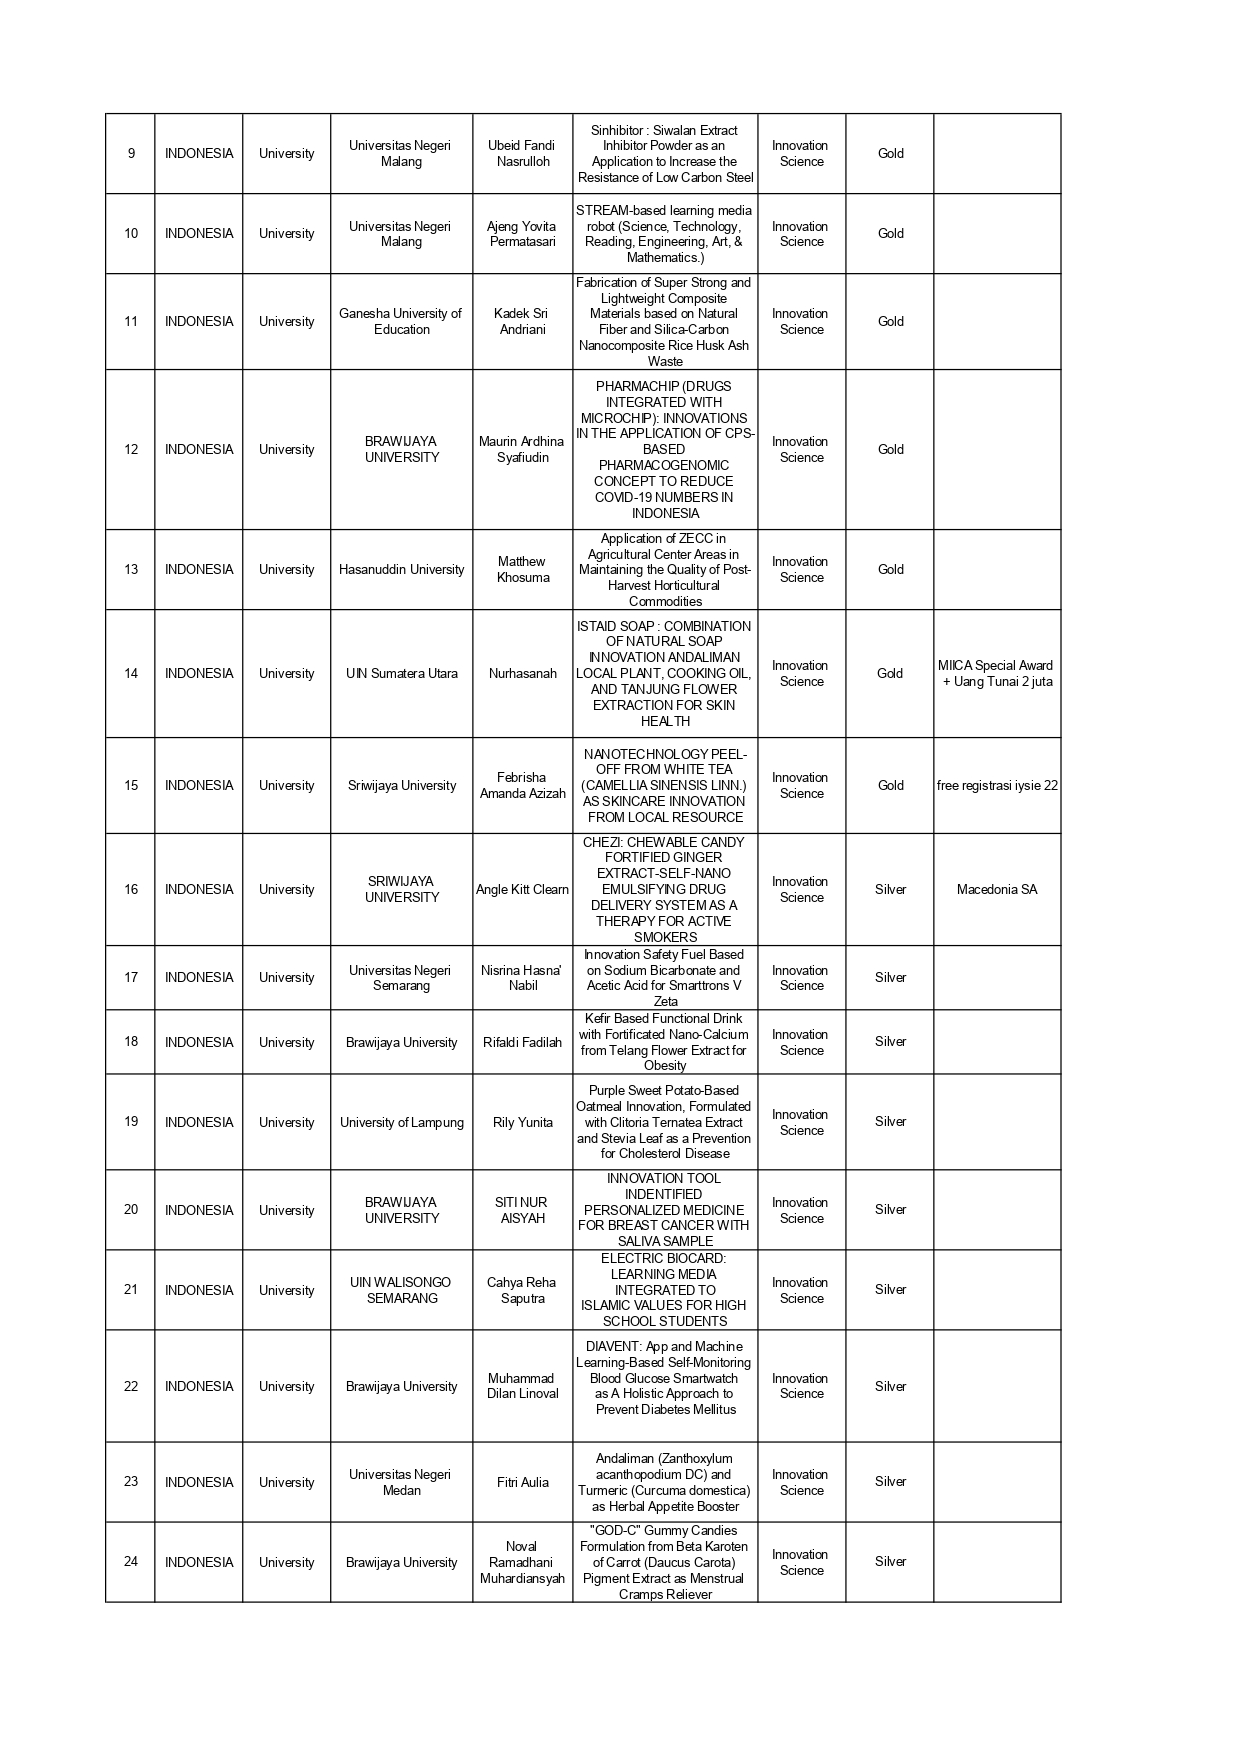 9 INDONESIA University Universitas Negeri Malang Ubeid Fandi Nasrulloh Sinhibitor : Siwalan Extract Inhibitor Powder as an Application to Increase the Resistance of Low Carbon Steel Innovation Science Gold
10 INDONESIA University Universitas Negeri Malang Ajeng Yovita Permatasari STREAM-based learning media robot (Science, Technology, Reading, Engineering, Art, & Mathematics.) Innovation Science Gold
11 INDONESIA University Ganesha University of Education Kadek Sri Andriani Fabrication of Super Strong and Lightweight Composite Materials based on Natural Fiber and Silica-Carbon Nanocomposite Rice Husk Ash Waste Innovation Science Gold
12 INDONESIA University BRAWIJAYA UNIVERSITY Maurin Ardhina Syafiudin PHARMACHIP (DRUGS INTEGRATED WITH MICROCHIP): INNOVATIONS IN THE APPLICATION OF CPS-BASED PHARMACOGENOMIC CONCEPT TO REDUCE COVID-19 NUMBERS IN INDONESIA Innovation Science Gold
13 INDONESIA University Hasanuddin University Matthew Khosuma Application of ZECC in Agricultural Center Areas in Maintaining the Quality of Post-Harvest Horticultural Commodities Innovation Science Gold
14 INDONESIA University UIN Sumatera Utara Nurhasanah ISTAID SOAP : COMBINATION OF NATURAL SOAP INNOVATION ANDALIMAN LOCAL PLANT, COOKING OIL, AND TANJUNG FLOWER EXTRACTION FOR SKIN HEALTH Innovation Science Gold MIICA Special Award + Uang Tunai 2 juta
15 INDONESIA University Sriwijaya University Febrisha Amanda Azizah NANOTECHNOLOGY PEEL-OFF FROM WHITE TEA (CAMELLIA SINENSIS LINN.) AS SKINCARE INNOVATION FROM LOCAL RESOURCE Innovation Science Gold free registrasi iysie 22
16 INDONESIA University SRIWIJAYA UNIVERSITY Angle Kitt Clearn CHEZI: CHEWABLE CANDY FORTIFIED GINGER EXTRACT-SELF-NANO EMULSIFYING DRUG DELIVERY SYSTEM AS A THERAPY FOR ACTIVE SMOKERS Innovation Science Silver Macedonia SA
17 INDONESIA University Universitas Negeri Semarang Nisrina Hasna' Nabil Innovation Safety Fuel Based on Sodium Bicarbonate and Acetic Acid for Smarttrons V Zeta Innovation Science Silver
18 INDONESIA University Brawijaya University Rifaldi Fadilah Kefir Based Functional Drink with Fortificated Nano-Calcium from Telang Flower Extract for Obesity Innovation Science Silver
19 INDONESIA University University of Lampung Rily Yunita Purple Sweet Potato-Based Oatmeal Innovation, Formulated with Clitoria Ternatea Extract and Stevia Leaf as a Prevention for Cholesterol Disease Innovation Science Silver
20 INDONESIA University BRAWIJAYA UNIVERSITY SITI NUR AISYAH INNOVATION TOOL INDENTIFIED PERSONALIZED MEDICINE FOR BREAST CANCER WITH SALIVA SAMPLE Innovation Science Silver
21 INDONESIA University UIN WALISONGO SEMARANG Cahya Reha Saputra ELECTRIC BIOCARD: LEARNING MEDIA INTEGRATED TO ISLAMIC VALUES FOR HIGH SCHOOL STUDENTS Innovation Science Silver
22 INDONESIA University Brawijaya University Muhammad Dilan Linoval DIAVENT: App and Machine Learning-Based Self-Monitoring Blood Glucose Smartwatch as A Holistic Approach to Prevent Diabetes Mellitus Innovation Science Silver
23 INDONESIA University Universitas Negeri Medan Fitri Aulia Andaliman (Zanthoxylum acanthopodium DC) and Turmeric (Curcuma domestica) as Herbal Appetite Booster Innovation Science Silver
24 INDONESIA University Brawijaya University Noval Ramadhani Muhardiansyah "GOD-C" Gummy Candies Formulation from Beta Karoten of Carrot (Daucus Carota) Pigment Extract as Menstrual Cramps Reliever Innovation Science Silver